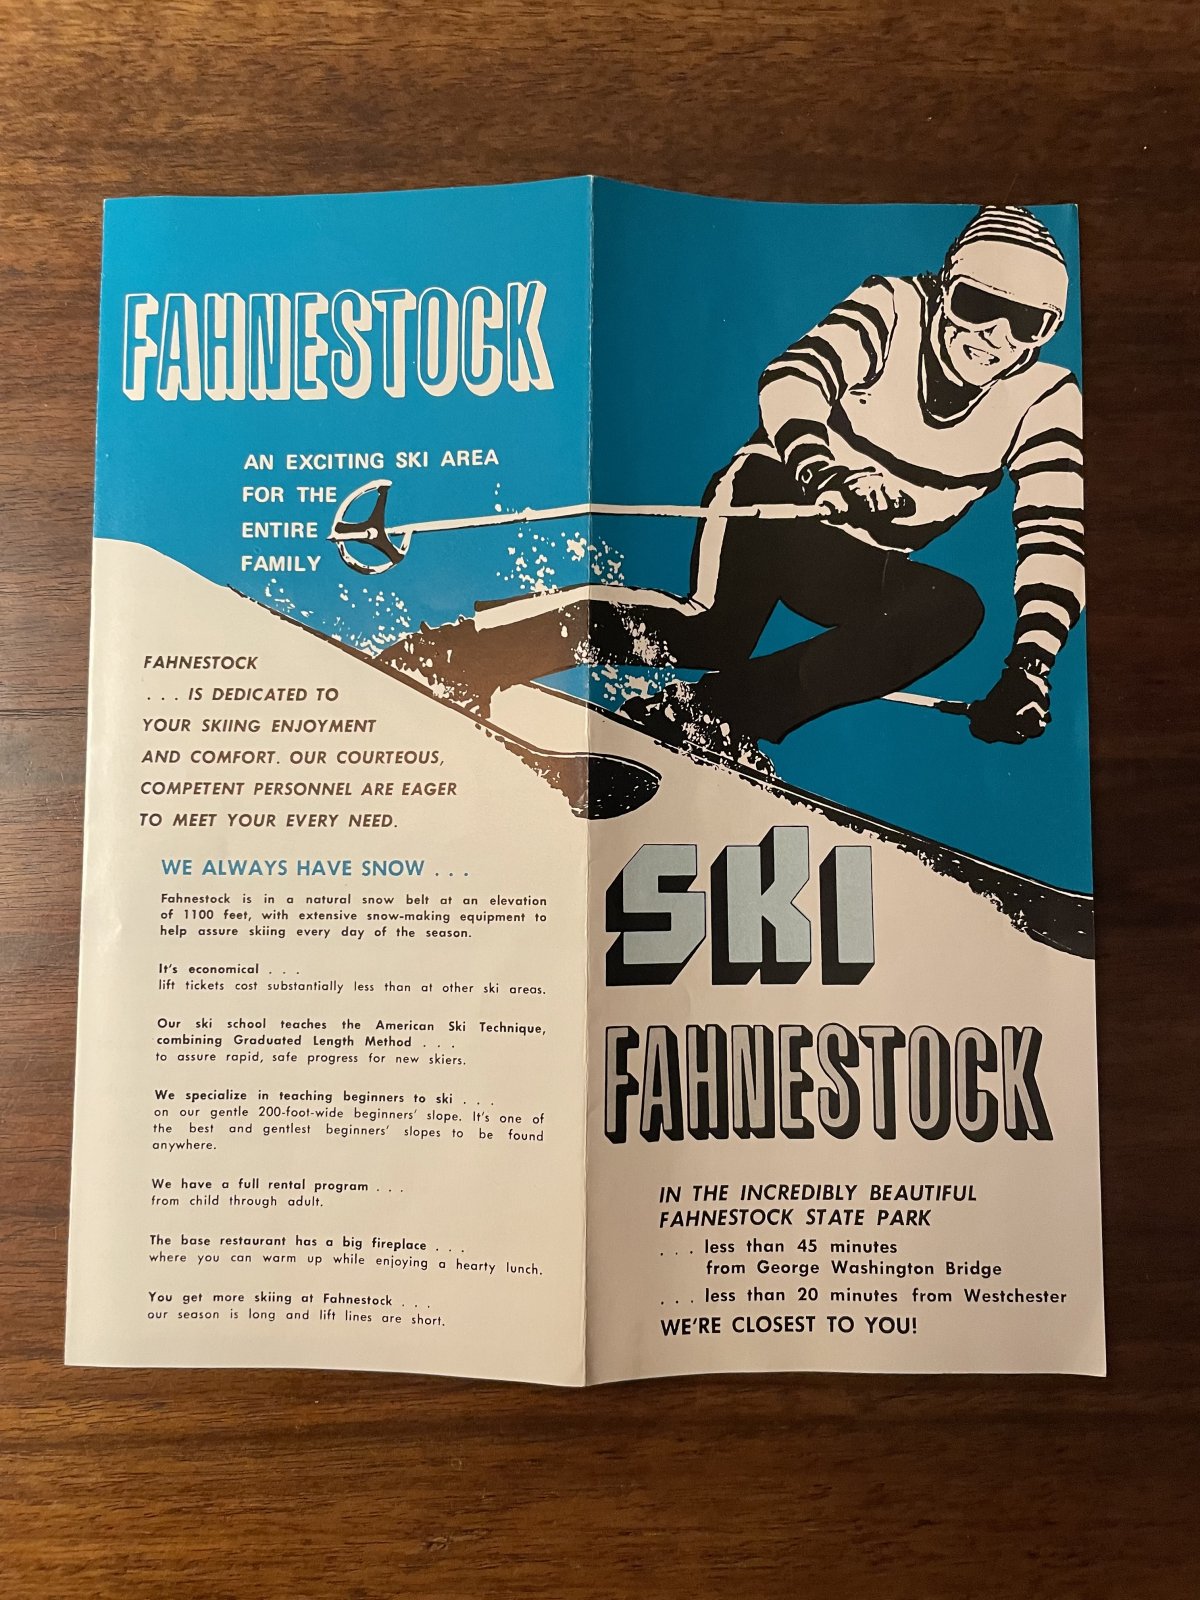 FAHNESTOCK
AN EXCITING SKI AREA
FOR THE
ENTIRE
FAMILY
FAHNESTOCK
. . . IS DEDICATED TO
YOUR SKIING ENJOYMENT
AND COMFORT. OUR COURTEOUS,
COMPETENT PERSONNEL ARE EAGER
TO MEET YOUR EVERY NEED.
WE ALWAYS HAVE SNOW . . .
Fahnestock is in a natural snow belt at an elevation
of 1100 feet, with extensive snow-making equipment to
help assure skiing every day of the season.
It's economical . . .
lift tickets cost substantially less than at other ski areas.
Our ski school teaches the American Ski Technique,
combining Graduated Length Method . . .
to assure rapid, safe progress for new skiers.
We specialize in teaching beginners to ski . . .
on our gentle 200-foot-wide beginners' slope. It's one of
the best and gentlest beginners' slopes to be found
anywhere.
We have a full rental program . . .
from child through adult.
The base restaurant has a big fireplace . . .
where you can warm up while enjoying a hearty lunch.
You get more skiing at Fahnestock . . .
our season is long and lift lines are short.
SKI
FAHNESTOCK
IN THE INCREDIBLY BEAUTIFUL
FAHNESTOCK STATE PARK
. . . less than 45 minutes
from George Washington Bridge
. . . less than 20 minutes from Westchester
WE'RE CLOSEST TO YOU!